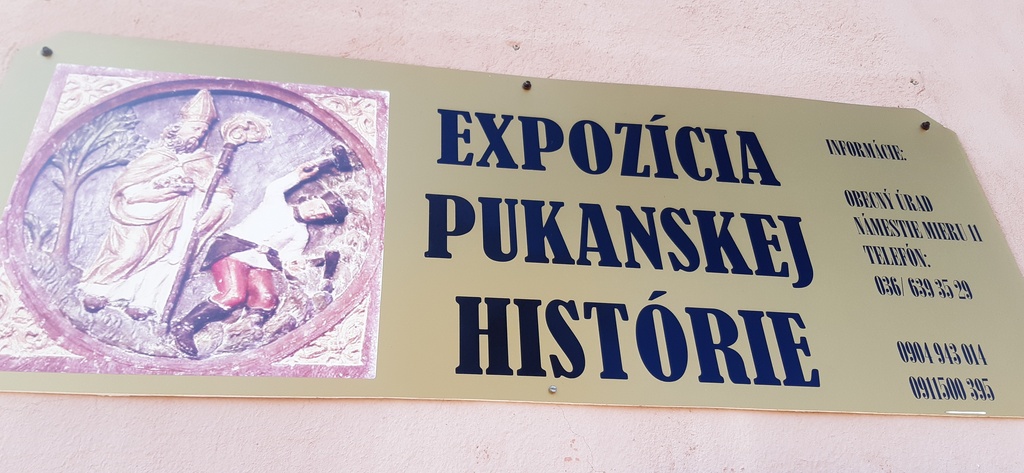 EXPOZÍCIA
PUKANSKEJ
HISTÓRIE
INFORMÁCIE:
OBECNÝ ÚRAD
NÁMESTIE MIERU 11
TELEFÓN:
036/ 639 35 29
0904 943 014
0911500 395